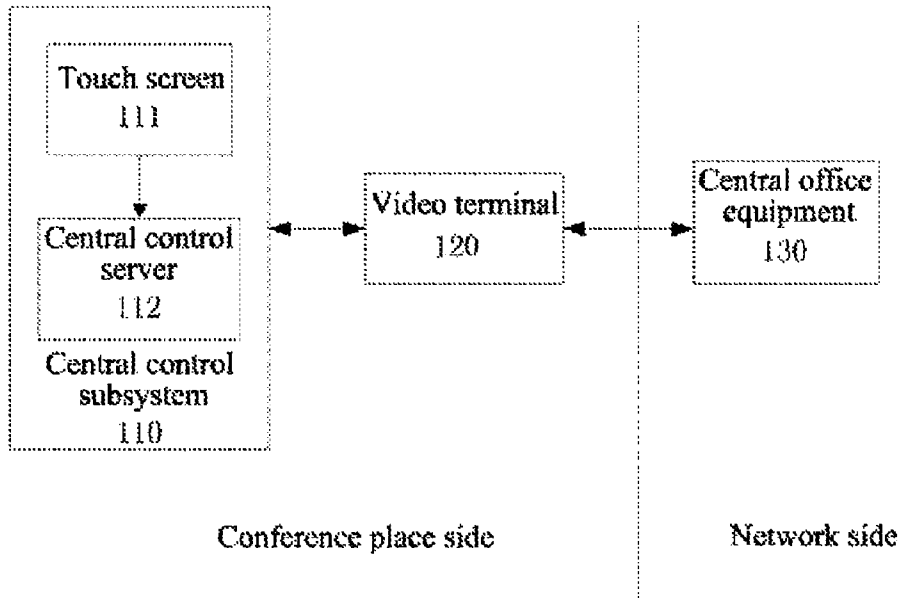 Touch screen
111
Central control
server
112
Central control
subsystem
110
Video terminal
120
Central office
equipment
130
Conference place side
Network side